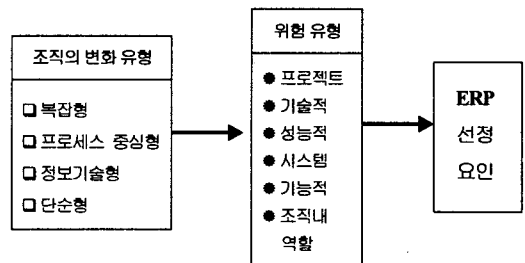 조직의 변화 유형
❑ 복잡형
❑ 프로세스 중심형
❑ 정보기술형
❑ 단순형
위험 유형
● 프로젝트
● 기술적
● 성능적
● 시스템
● 기능적
● 조직내
역할
ERP
선정
요인